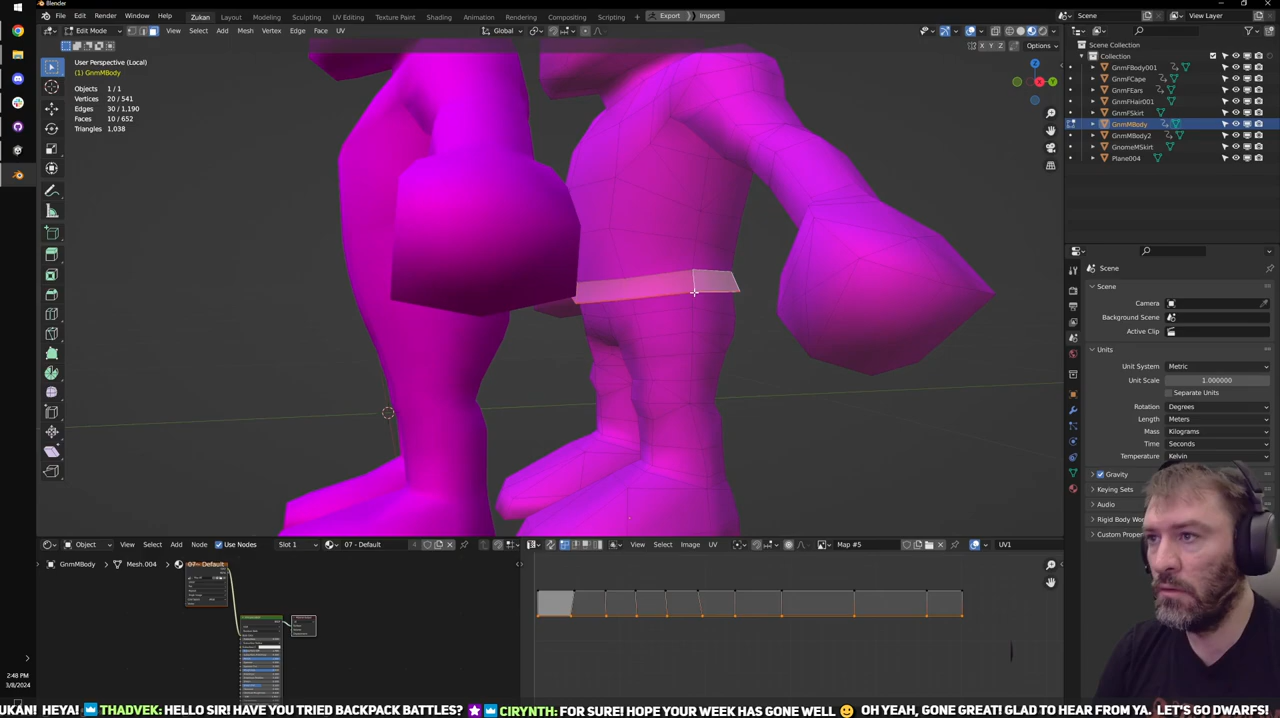 Blender
File Edit Render Window Help Zukan Layout Modeling Sculpting UV Editing Texture Paint Shading Animation Rendering Compositing Scripting + Export Import Scene View Layer
Edit Mode View Select Add Mesh Vertex Edge Face UV Global
X Y Z Options
User Perspective (Local)
(1) GnmMBody
Objects 1 / 1
Vertices 20 / 541
Edges 30 / 1,190
Faces 10 / 652
Triangles 1,038
Scene Collection
Collection
GnmFBody001
GnmFCape
GnmFEars
GnmFHair001
GnmFSkirt
GnmMBody
GnmMBody2
GnomeMSkirt
Plane004
Scene
Scene
Camera
Background Scene
Active Clip
Units
Unit System Metric
Unit Scale 1.000000
Separate Units
Rotation Degrees
Length Meters
Mass Kilograms
Time Seconds
Temperature Kelvin
Gravity
Keying Sets
Audio
Rigid Body Wo
Custom Prope
Object View Select Add Node Use Nodes Slot 1 07 - Default 4
View Select Image UV Map #5 UV1
GnmMBody > Mesh.004 > 07 - Default
2:48 PM
3/8/2024
UKAN! HEYA! THADVEK: HELLO SIR! HAVE YOU TRIED BACKPACK BATTLES? CIRYNTH: FOR SURE! HOPE YOUR WEEK HAS GONE WELL OH YEAH, GONE GREAT! GLAD TO HEAR FROM YA. LET'S GO DWARFS!